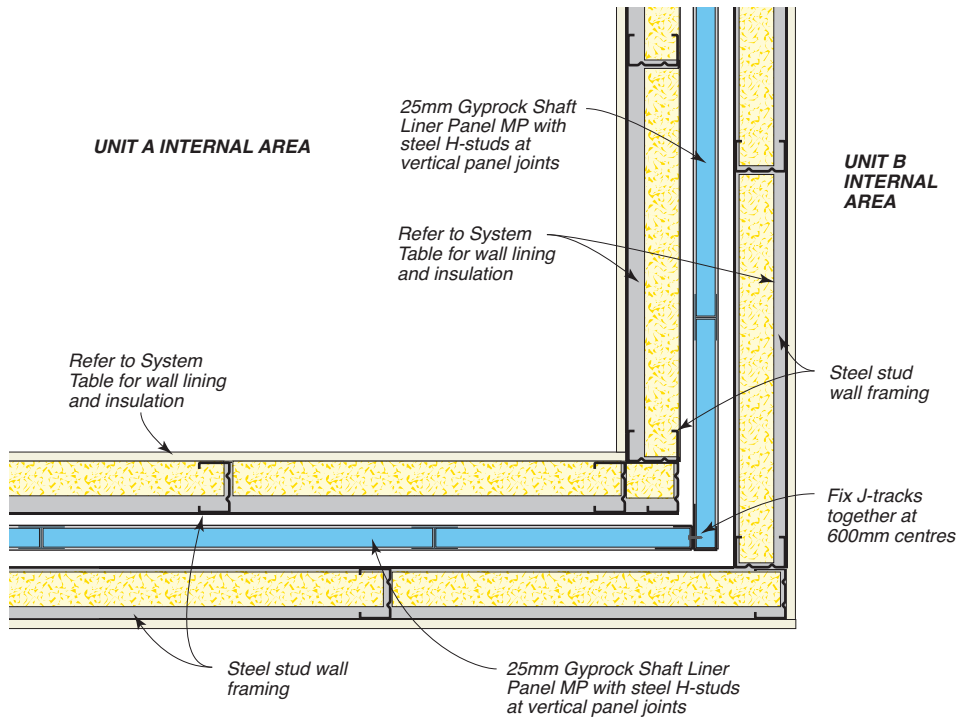 25mm Gyprock Shaft
Liner Panel MP with
steel H-studs at
vertical panel joints
UNIT A INTERNAL AREA
UNIT B
INTERNAL
AREA
Refer to System
Table for wall lining
and insulation
Refer to System
Table for wall lining
and insulation
Steel stud
wall framing
Fix J-tracks
together at
600mm centres
Steel stud wall
framing
25mm Gyprock Shaft Liner
Panel MP with steel H-studs
at vertical panel joints